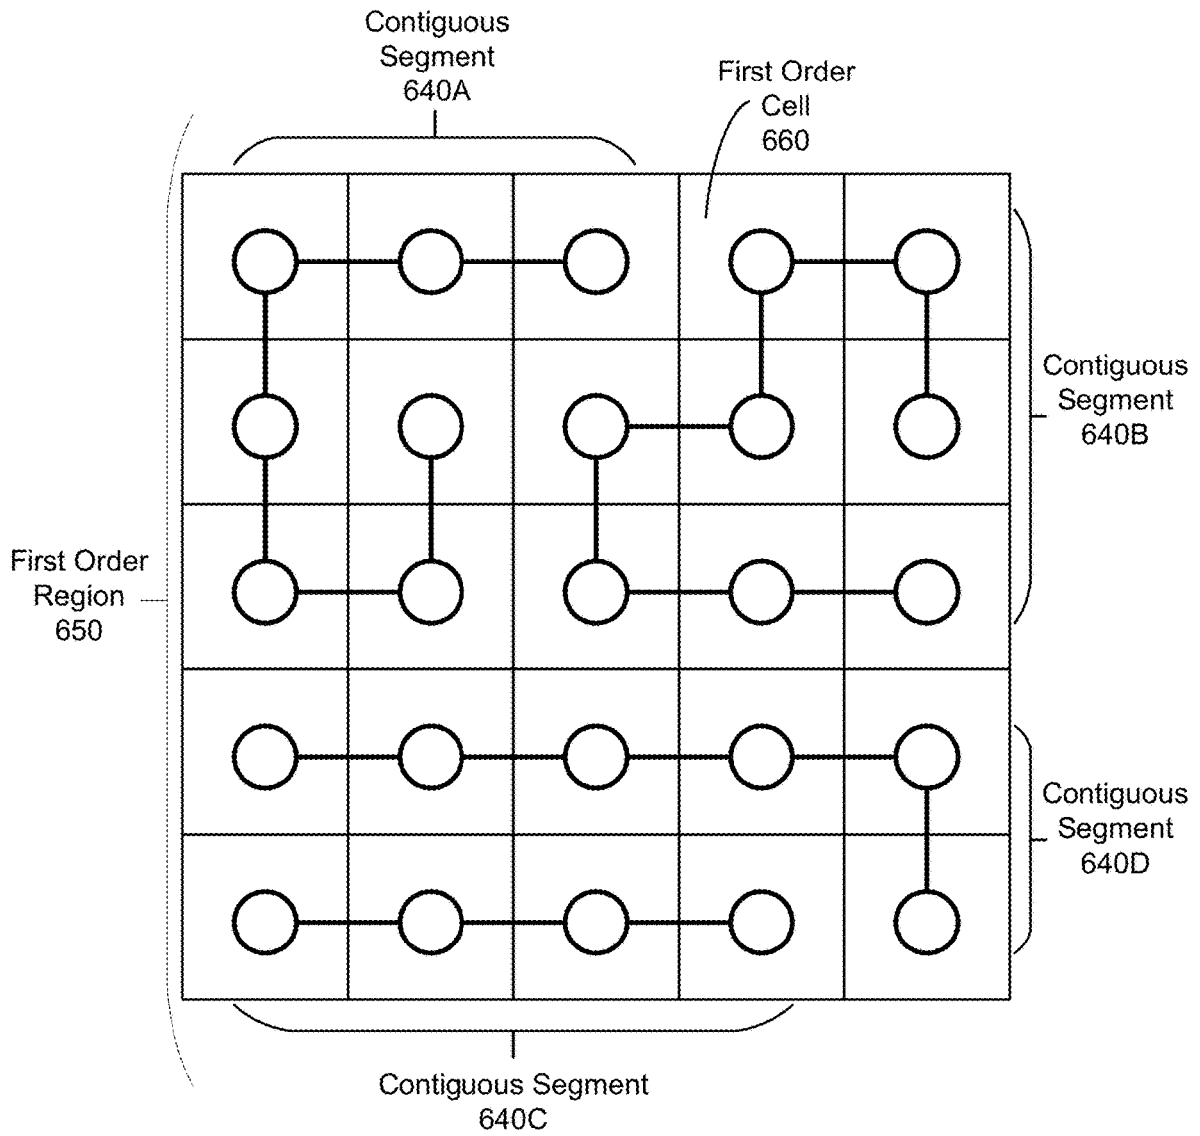 Contiguous
Segment
640A
First Order
Cell
660
Contiguous
Segment
640B
First Order
Region
650
Contiguous
Segment
640D
Contiguous Segment
640C